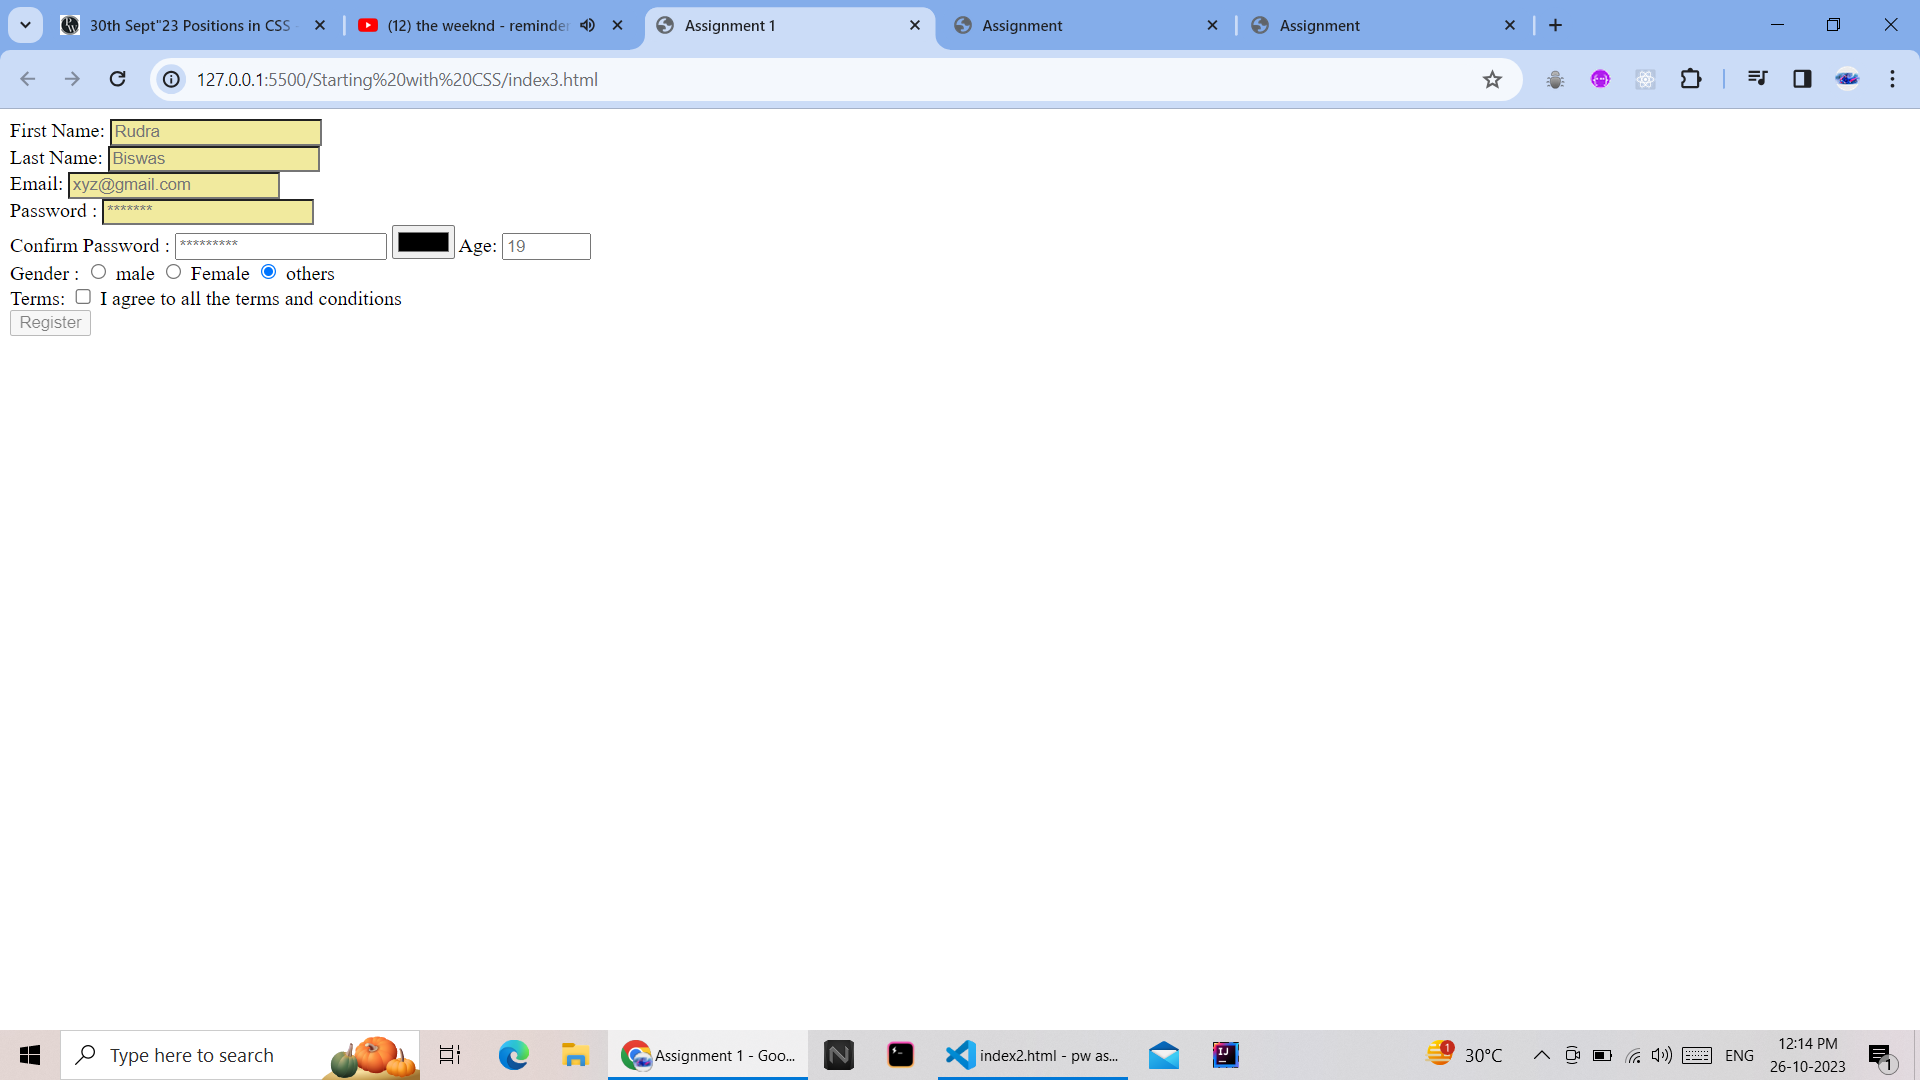 30th Sept"23 Positions in CSS
(12) the weeknd - reminder
Assignment 1
Assignment
Assignment
127.0.0.1:5500/Starting%20with%20CSS/index3.html
First Name: Rudra
Last Name: Biswas
Email: xyz@gmail.com
Password : *******
Confirm Password : ********* Age: 19
Gender : male Female others
Terms: I agree to all the terms and conditions
Register
Type here to search
Assignment 1 - Goo...
index2.html - pw as...
1
30°C
ENG
12:14 PM
26-10-2023
1